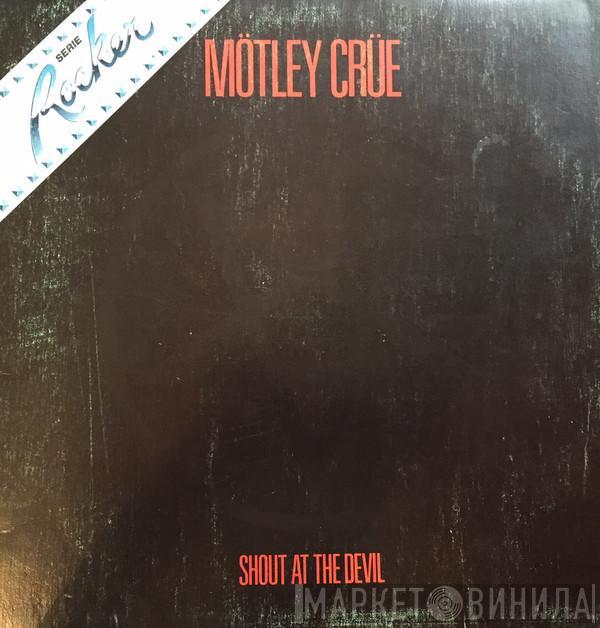 SERIE
Rocker
MÖTLEY CRÜE
SHOUT AT THE DEVIL
МАРКЕТ ВИНИЛА